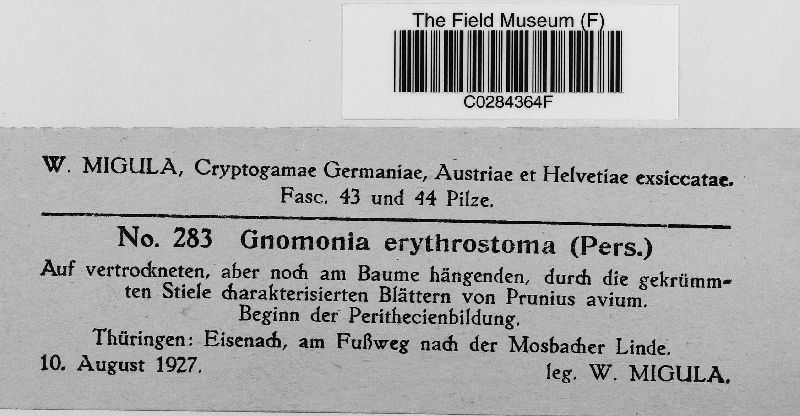 The Field Museum (F)
C0284364F
W. MIGULA, Cryptogamae Germaniae, Austriae et Helvetiae exsiccatae.
Fasc. 43 und 44 Pilze.
No. 283 Gnomonia erythrostoma (Pers.)
Auf vertrockneten, aber noch am Baume hängenden, durch die gekrümm-
ten Stiele charakterisierten Blättern von Prunius avium.
Beginn der Perithecienbildung.
Thüringen: Eisenach, am Fußweg nach der Mosbacher Linde.
10. August 1927. leg. W. MIGULA.